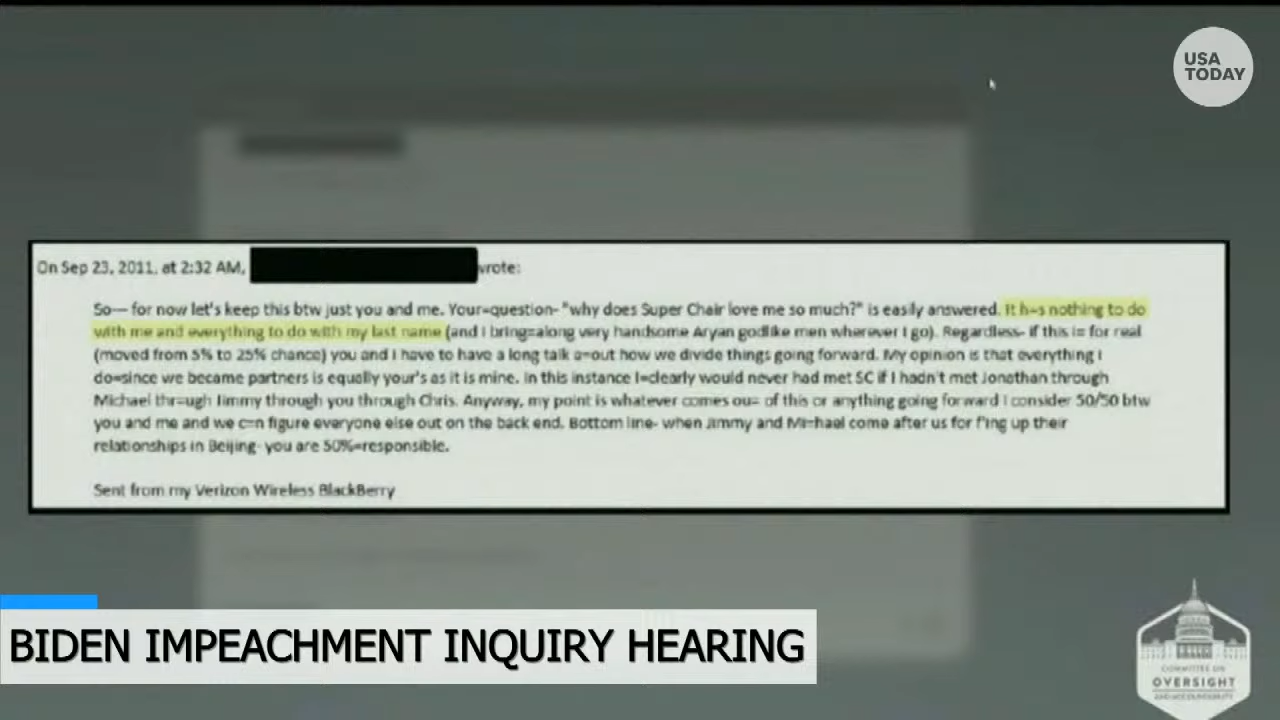 USA
TODAY
On Sep 23, 2011, at 2:32 AM, wrote:
So— for now let's keep this btw just you and me. Your=question- "why does Super Chair love me so much?" is easily answered. It h=s nothing to do
with me and everything to do with my last name (and I bring=along very handsome Aryan godlike men wherever I go). Regardless- if this i= for real
(moved from 5% to 25% chance) you and I have to have a long talk a=out how we divide things going forward. My opinion is that everything I
do=since we became partners is equally your's as it is mine. In this instance I=clearly would never had met SC if I hadn't met Jonathan through
Michael thr=ugh Jimmy through you through Chris. Anyway, my point is whatever comes ou= of this or anything going forward I consider 50/50 btw
you and me and we c=n figure everyone else out on the back end. Bottom line- when Jimmy and Mi=hael come after us for f'ing up their
relationships in Beijing- you are 50%=responsible.
Sent from my Verizon Wireless BlackBerry
BIDEN IMPEACHMENT INQUIRY HEARING
COMMITTEE ON
OVERSIGHT
AND ACCOUNTABILITY